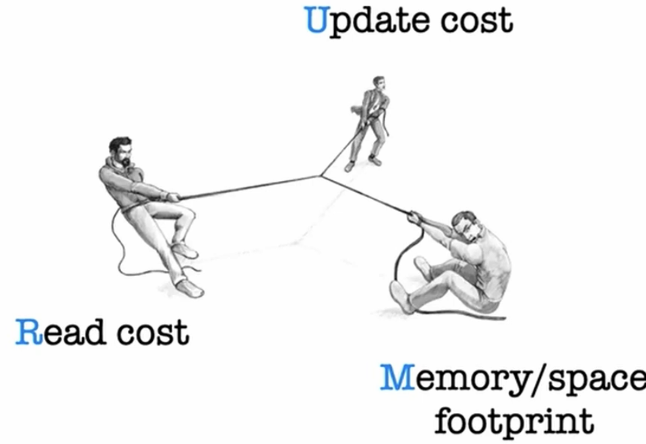 Update cost
Read cost
Memory/space
footprint